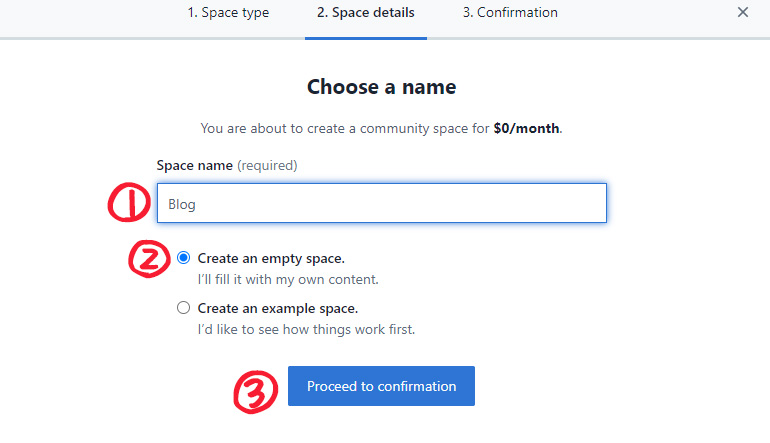 1. Space type 2. Space details 3. Confirmation
Choose a name
You are about to create a community space for $0/month.
Space name (required)
1 Blog
2 Create an empty space.
I'll fill it with my own content.
Create an example space.
I'd like to see how things work first.
3 Proceed to confirmation